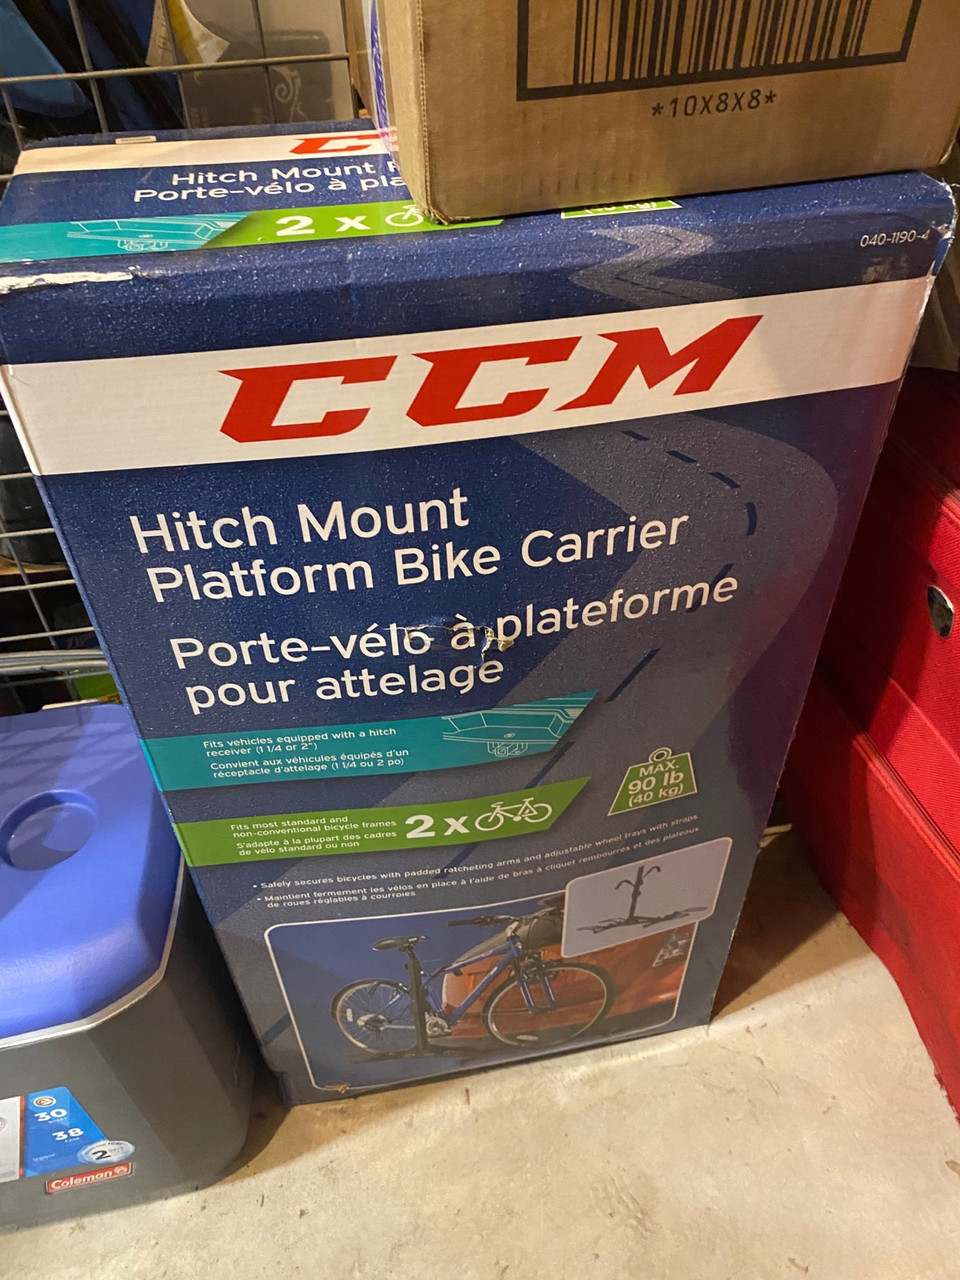 *10X8X8*
C
Hitch Mount
Porte-vélo à pla
2 x
(40 kg)
040-1190-4
CCM
Hitch Mount
Platform Bike Carrier
Porte-vélo à plateforme
pour attelage
Fits vehicles equipped with a hitch
receiver (1 1/4 or 2")
Convient aux véhicules équipés d'un
réceptacle d'attelage (1 1/4 ou 2 po)
Fits most standard and
non-conventional bicycle frames
S'adapte à la plupart des cadres
de vélo standard ou non
2 x
MAX.
90 lb
(40 kg)
• Safely secures bicycles with padded ratcheting arms and adjustable wheel trays with straps
• Maintient fermement les vélos en place à l'aide de bras à cliquet rembourrés et des plateaux
de roues réglables à courroies
30
38
2
Coleman